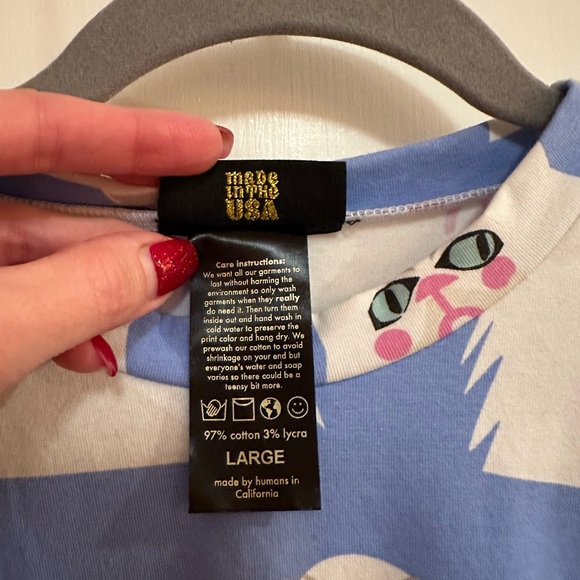 made
in the
USA
Care instructions:
We want all our garments to
last without harming the
environment so only wash
garments when they really
do need it. Then turn them
inside out and hand wash in
cold water to preserve the
print color and hang dry. We
prewash our cotton to avoid
shrinkage on your end but
everyone's water and soap
varies so there could be a
teensy bit more.
97% cotton 3% lycra
LARGE
made by humans in
California